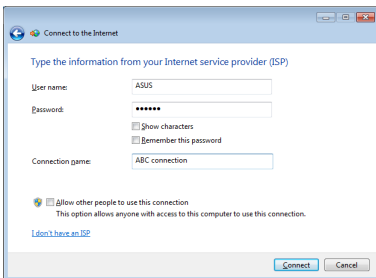 Connect to the Internet
Type the information from your Internet service provider (ISP)
User name: ASUS
Password: ●●●●●●
Show characters
Remember this password
Connection name: ABC connection
Allow other people to use this connection
This option allows anyone with access to this computer to use this connection.
I don't have an ISP
Connect Cancel